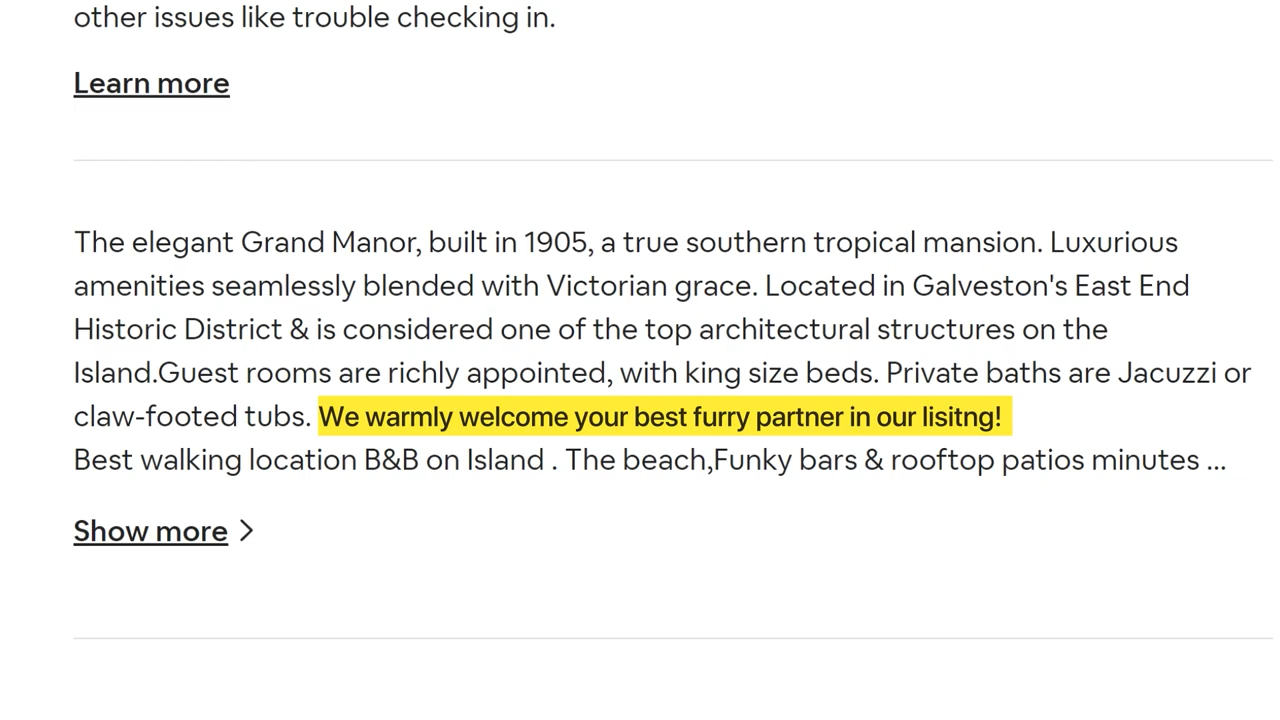 other issues like trouble checking in.
Learn more
The elegant Grand Manor, built in 1905, a true southern tropical mansion. Luxurious
amenities seamlessly blended with Victorian grace. Located in Galveston's East End
Historic District & is considered one of the top architectural structures on the
Island.Guest rooms are richly appointed, with king size beds. Private baths are Jacuzzi or
claw-footed tubs. We warmly welcome your best furry partner in our lisitng!
Best walking location B&B on Island . The beach,Funky bars & rooftop patios minutes ...
Show more >